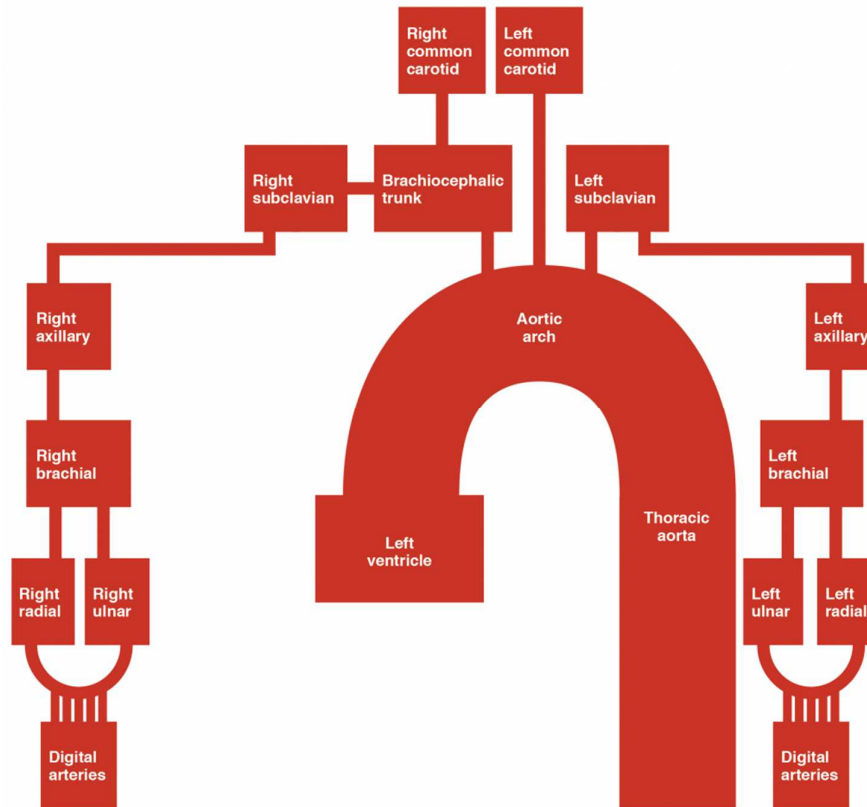 Right
common
carotid
Left
common
carotid
Right
subclavian
Brachiocephalic
trunk
Left
subclavian
Right
axillary
Aortic
arch
Left
axillary
Right
brachial
Left
brachial
Left
ventricle
Thoracic
aorta
Right
radial
Right
ulnar
Left
ulnar
Left
radial
Digital
arteries
Digital
arteries